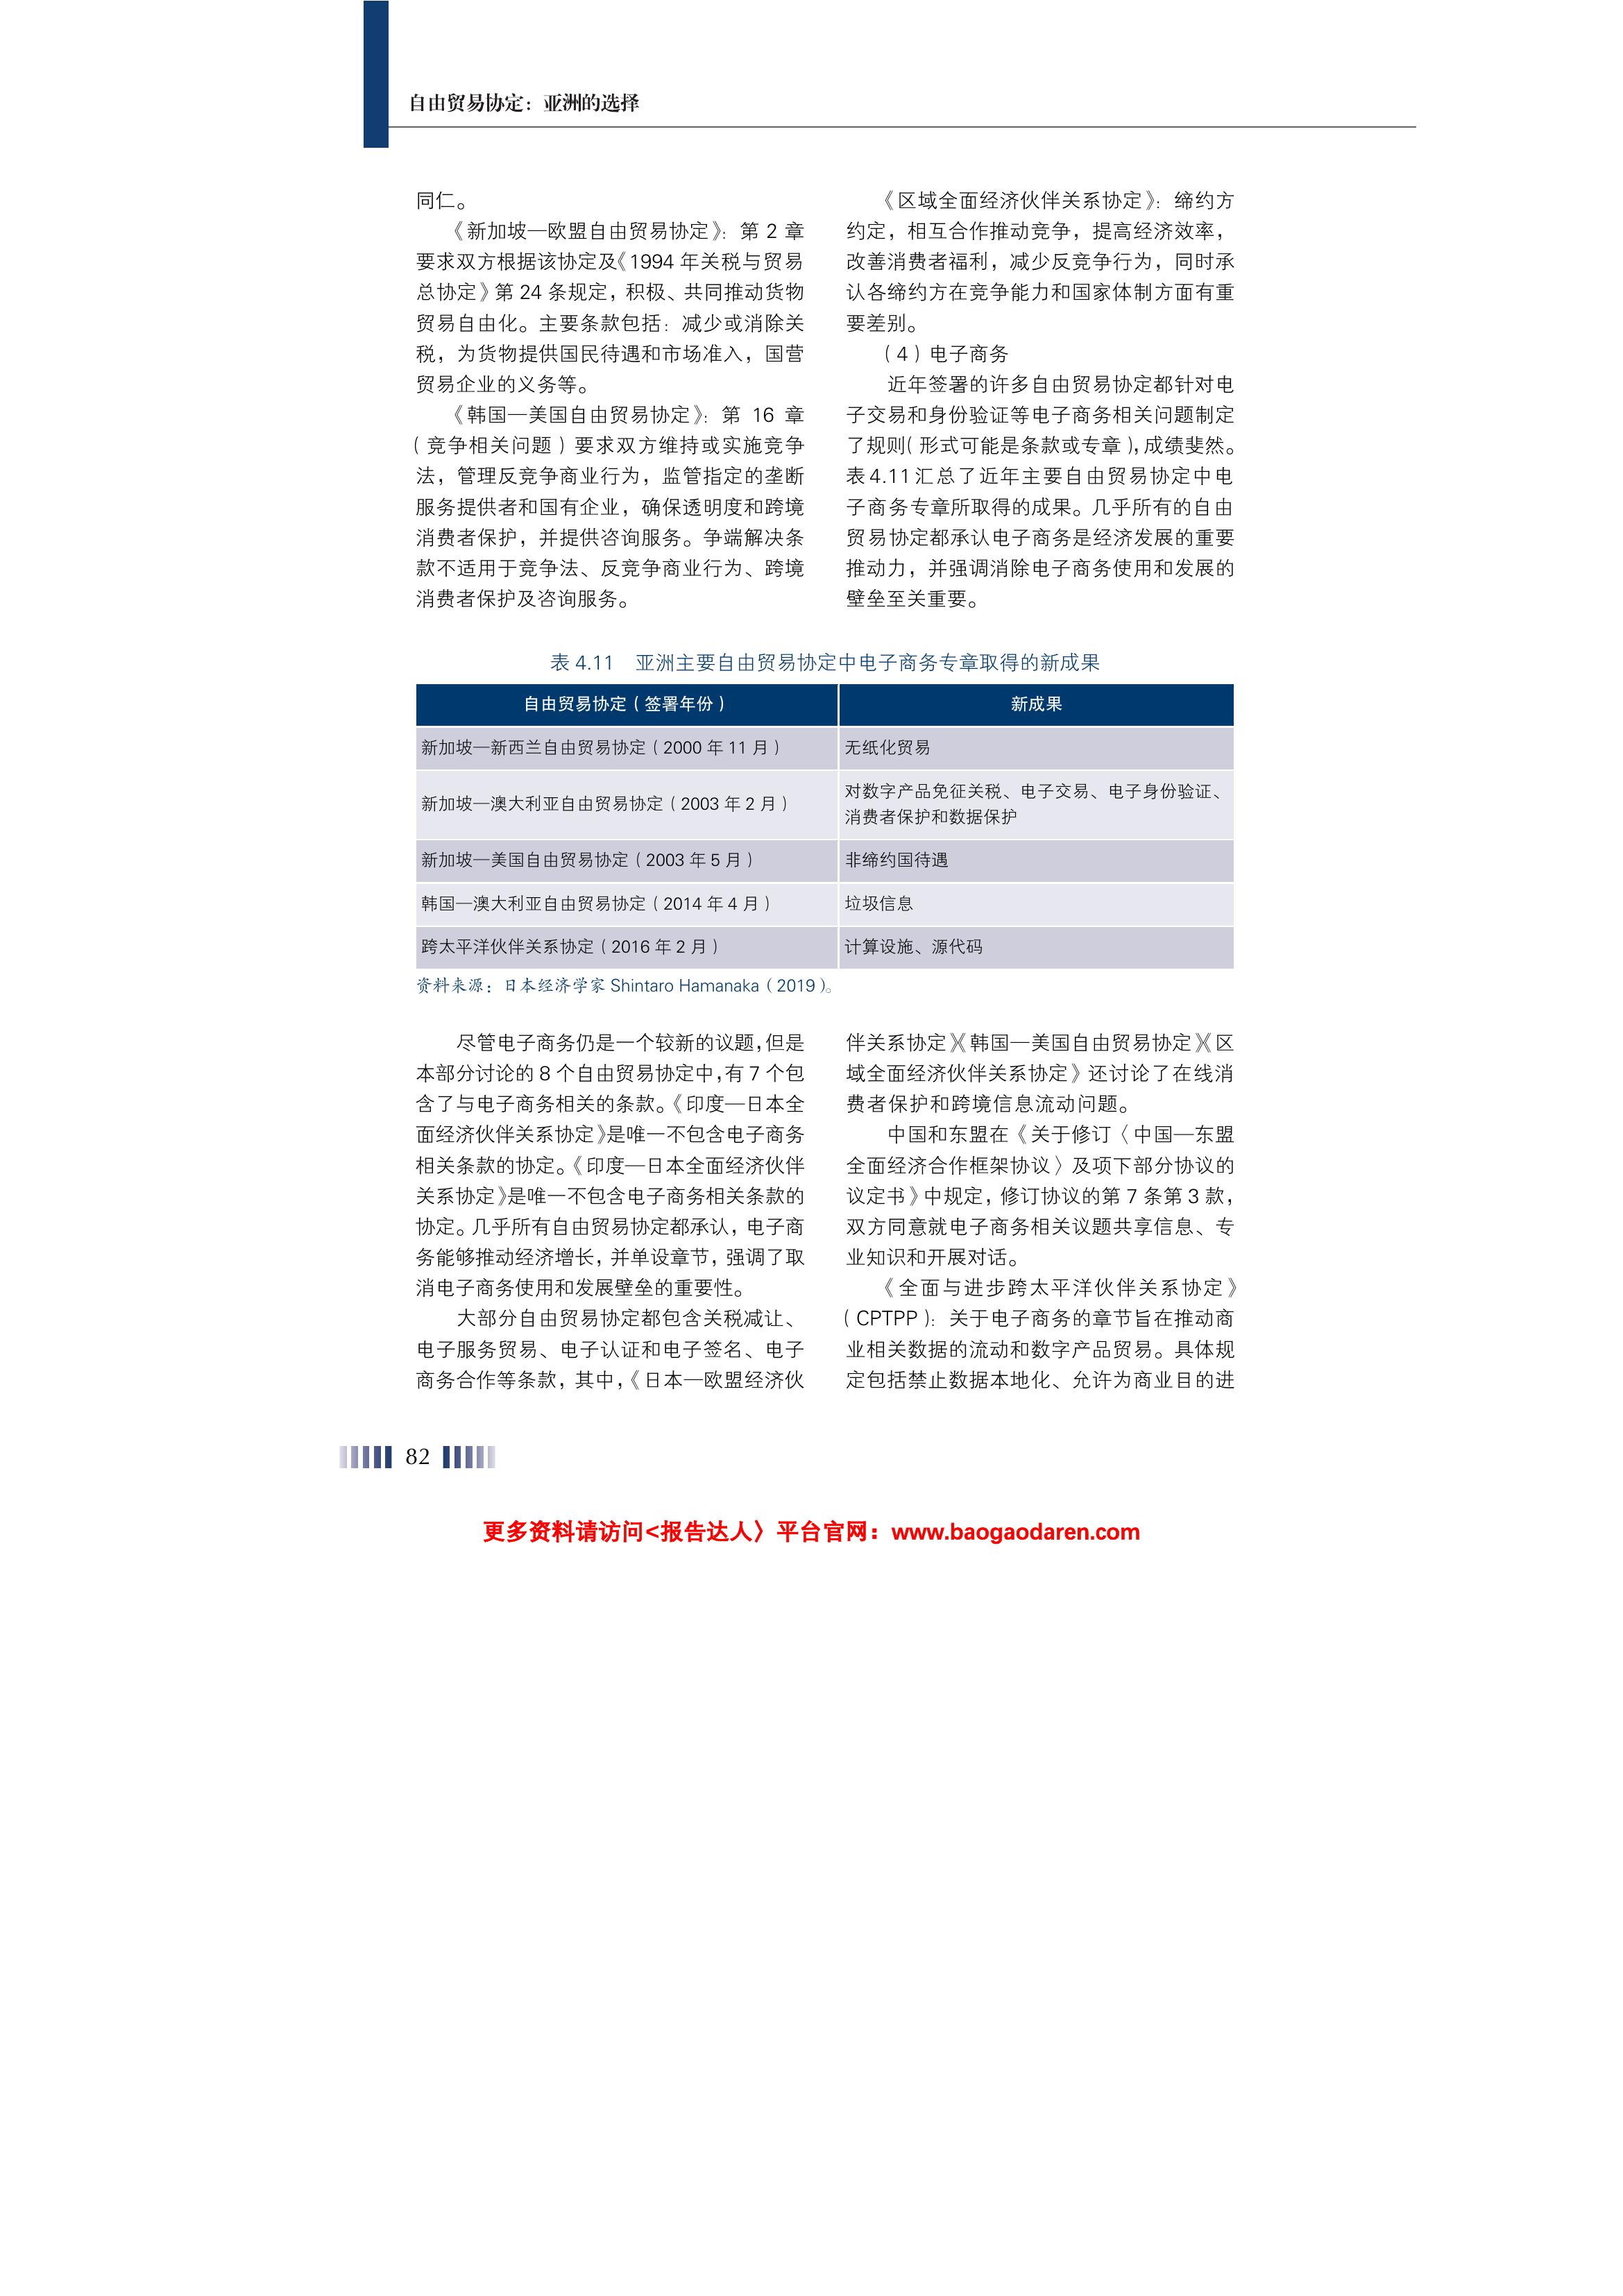 自由贸易协定：亚洲的选择
同仁。
《新加坡—欧盟自由贸易协定》：第 2 章
要求双方根据该协定及《1994 年关税与贸易
总协定》第 24 条规定，积极、共同推动货物
贸易自由化。主要条款包括：减少或消除关
税，为货物提供国民待遇和市场准入，国营
贸易企业的义务等。
《韩国—美国自由贸易协定》：第 16 章
（竞争相关问题）要求双方维持或实施竞争
法，管理反竞争商业行为，监管指定的垄断
服务提供者和国有企业，确保透明度和跨境
消费者保护，并提供咨询服务。争端解决条
款不适用于竞争法、反竞争商业行为、跨境
消费者保护及咨询服务。
《区域全面经济伙伴关系协定》：缔约方
约定，相互合作推动竞争，提高经济效率，
改善消费者福利，减少反竞争行为，同时承
认各缔约方在竞争能力和国家体制方面有重
要差别。
（4）电子商务
近年签署的许多自由贸易协定都针对电
子交易和身份验证等电子商务相关问题制定
了规则（形式可能是条款或专章），成绩斐然。
表 4.11 汇总了近年主要自由贸易协定中电
子商务专章所取得的成果。几乎所有的自由
贸易协定都承认电子商务是经济发展的重要
推动力，并强调消除电子商务使用和发展的
壁垒至关重要。
表 4.11　亚洲主要自由贸易协定中电子商务专章取得的新成果
自由贸易协定（签署年份）　新成果
新加坡—新西兰自由贸易协定（2000 年 11 月）　无纸化贸易
新加坡—澳大利亚自由贸易协定（2003 年 2 月）　对数字产品免征关税、电子交易、电子身份验证、
消费者保护和数据保护
新加坡—美国自由贸易协定（2003 年 5 月）　非缔约国待遇
韩国—澳大利亚自由贸易协定（2014 年 4 月）　垃圾信息
跨太平洋伙伴关系协定（2016 年 2 月）　计算设施、源代码
资料来源：日本经济学家 Shintaro Hamanaka（2019）。
尽管电子商务仍是一个较新的议题，但是
本部分讨论的 8 个自由贸易协定中，有 7 个包
含了与电子商务相关的条款。《印度—日本全
面经济伙伴关系协定》是唯一不包含电子商务
相关条款的协定。《印度—日本全面经济伙伴
关系协定》是唯一不包含电子商务相关条款的
协定。几乎所有自由贸易协定都承认，电子商
务能够推动经济增长，并单设章节，强调了取
消电子商务使用和发展壁垒的重要性。
大部分自由贸易协定都包含关税减让、
电子服务贸易、电子认证和电子签名、电子
商务合作等条款，其中，《日本—欧盟经济伙
伴关系协定》《韩国—美国自由贸易协定》《区
域全面经济伙伴关系协定》还讨论了在线消
费者保护和跨境信息流动问题。
中国和东盟在《关于修订〈中国—东盟
全面经济合作框架协议〉及项下部分协议的
议定书》中规定，修订协议的第 7 条第 3 款，
双方同意就电子商务相关议题共享信息、专
业知识和开展对话。
《全面与进步跨太平洋伙伴关系协定》
（CPTPP）：关于电子商务的章节旨在推动商
业相关数据的流动和数字产品贸易。具体规
定包括禁止数据本地化、允许为商业目的进
82
更多资料请访问<报告达人〉平台官网：www.baogaodaren.com